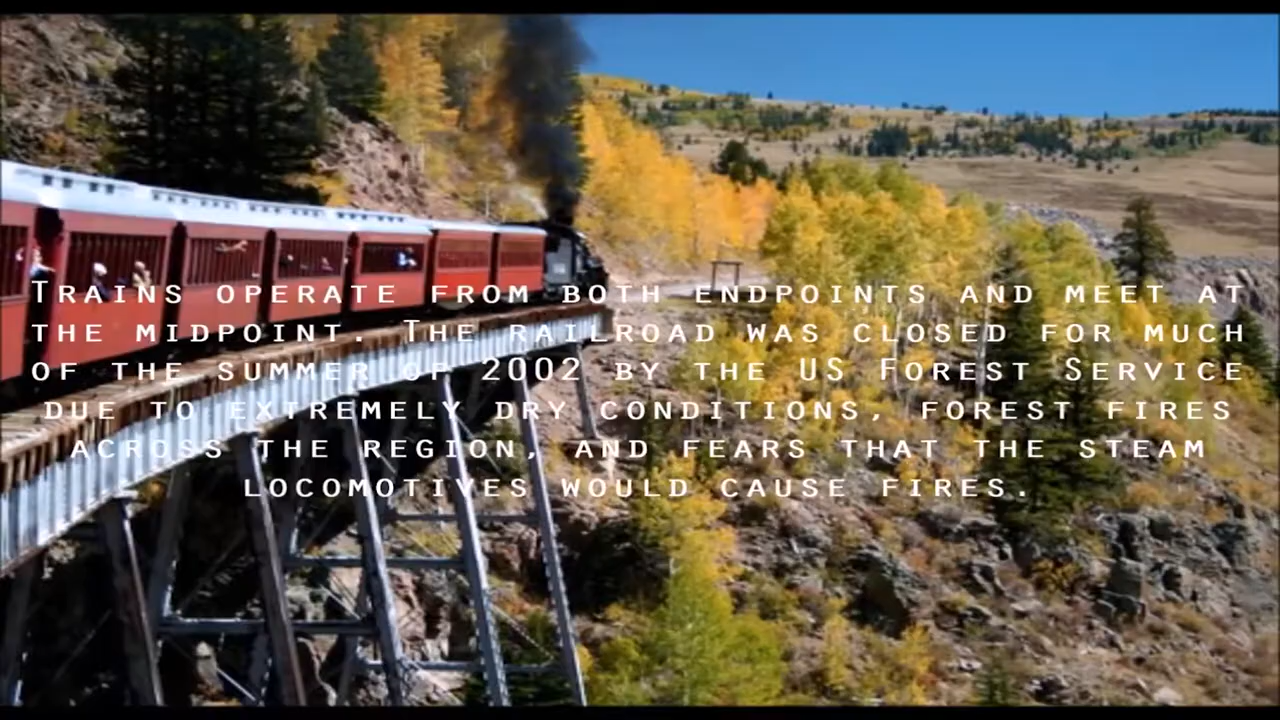 Trains operate from both endpoints and meet at
the midpoint. The railroad was closed for much
of the summer of 2002 by the US Forest Service
due to extremely dry conditions, forest fires
across the region, and fears that the steam
locomotives would cause fires.